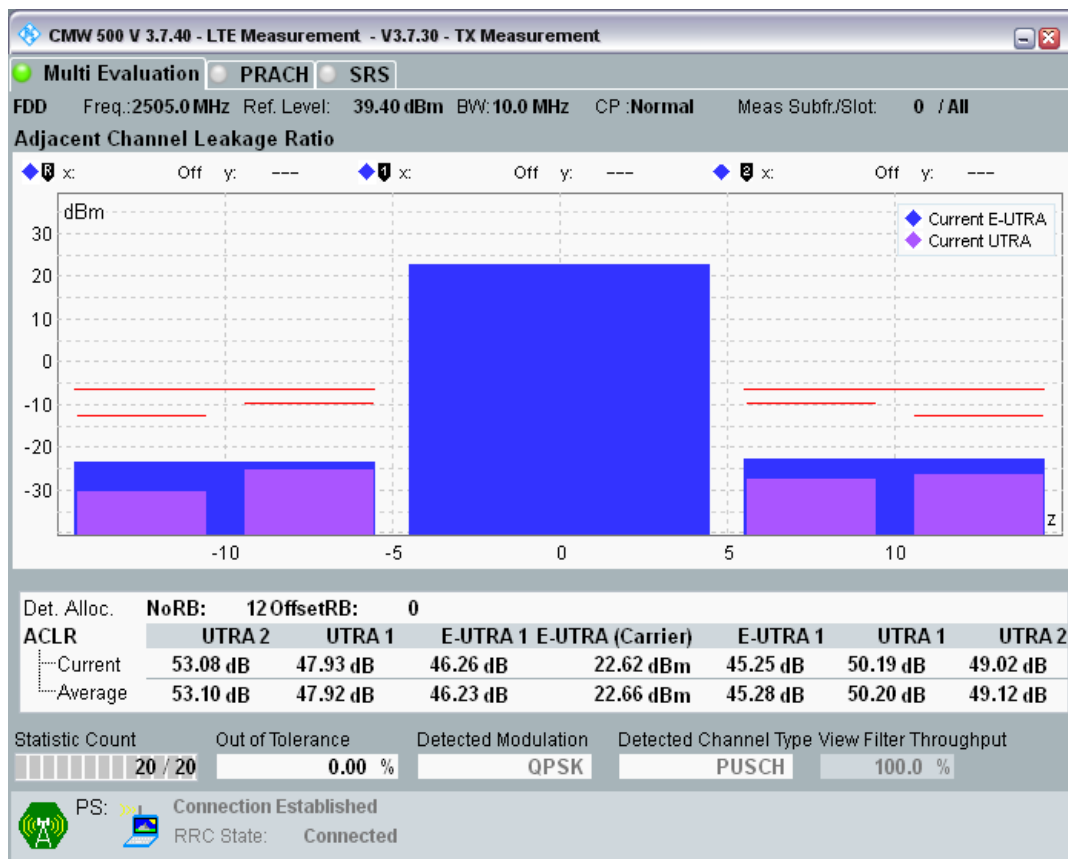 CMW 500 V 3.7.40 - LTE Measurement - V3.7.30 - TX Measurement
Multi Evaluation PRACH SRS
FDD Freq.:2505.0 MHz Ref. Level: 39.40 dBm BW:10.0 MHz CP :Normal Meas Subfr./Slot: 0 / All
Adjacent Channel Leakage Ratio
R x: Off y: --- 1 x: Off y: --- 2 x: Off y: ---
dBm
Current E-UTRA
Current UTRA
30
20
10
0
-10
-20
-30
z
-10 -5 0 5 10
Det. Alloc. NoRB: 12 OffsetRB: 0
ACLR UTRA 2 UTRA 1 E-UTRA 1 E-UTRA (Carrier) E-UTRA 1 UTRA 1 UTRA 2
Current 53.08 dB 47.93 dB 46.26 dB 22.62 dBm 45.25 dB 50.19 dB 49.02 dB
Average 53.10 dB 47.92 dB 46.23 dB 22.66 dBm 45.28 dB 50.20 dB 49.12 dB
Statistic Count Out of Tolerance Detected Modulation Detected Channel Type View Filter Throughput
20 / 20 0.00 % QPSK PUSCH 100.0 %
PS: Connection Established
RRC State: Connected